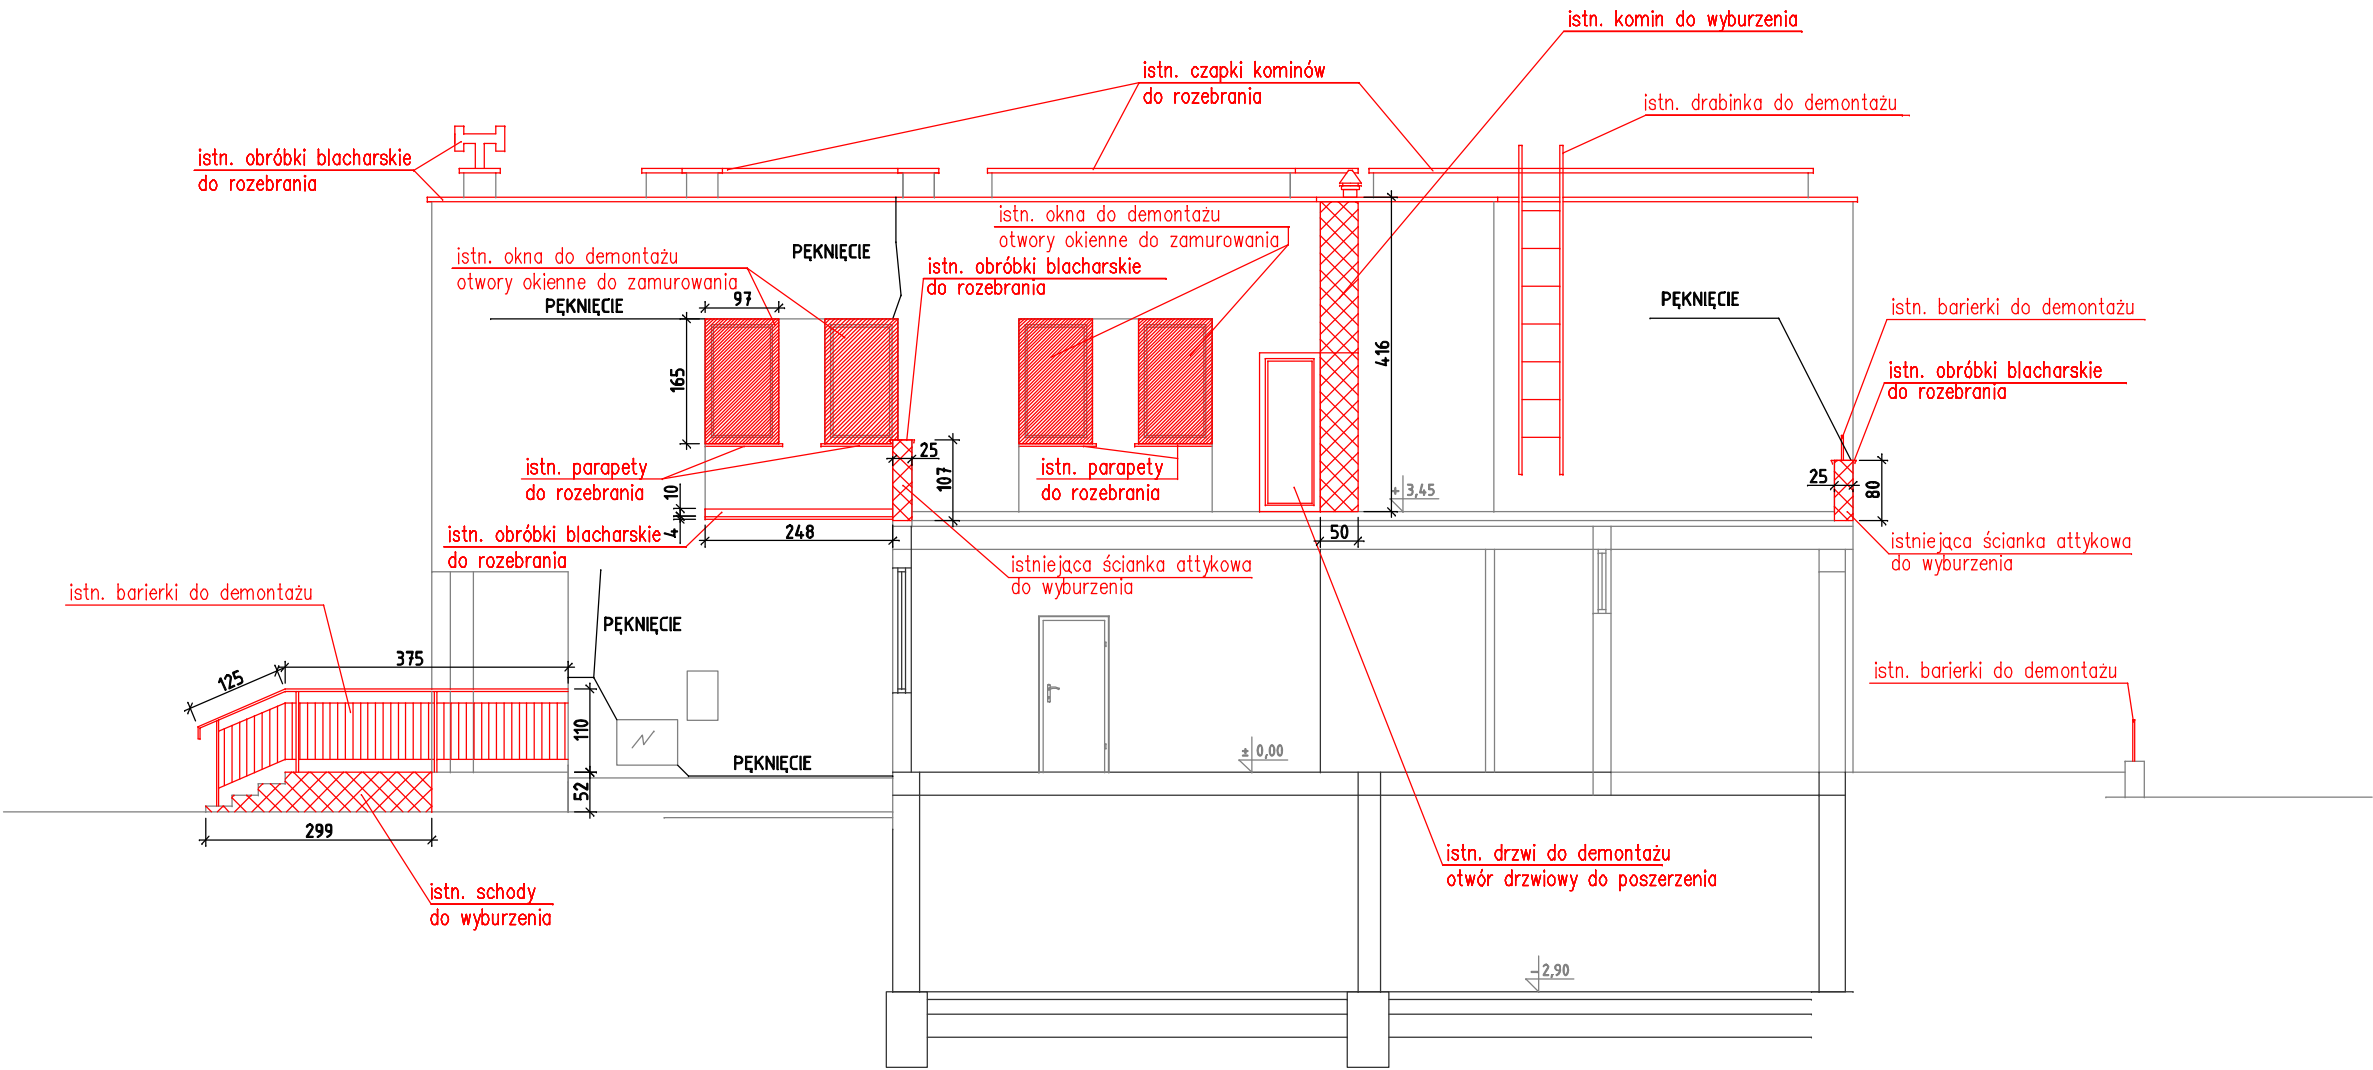 istn. komin do wyburzenia
istn. czapki kominów
do rozebrania
istn. drabinka do demontażu
istn. obróbki blacharskie
do rozebrania
istn. okna do demontażu
otwory okienne do zamurowania
PĘKNIĘCIE
istn. okna do demontażu
otwory okienne do zamurowania
istn. obróbki blacharskie
do rozebrania
PĘKNIĘCIE
97
PĘKNIĘCIE
istn. barierki do demontażu
165
416
istn. obróbki blacharskie
do rozebrania
25
107
istn. parapety
do rozebrania
istn. parapety
do rozebrania
10
4
+ 3,45
25
80
istn. obróbki blacharskie
do rozebrania
248
50
istniejąca ścianka attykowa
do wyburzenia
istniejąca ścianka attykowa
do wyburzenia
istn. barierki do demontażu
PĘKNIĘCIE
375
125
istn. barierki do demontażu
110
± 0,00
PĘKNIĘCIE
52
299
istn. drzwi do demontażu
otwór drzwiowy do poszerzenia
istn. schody
do wyburzenia
-2,90